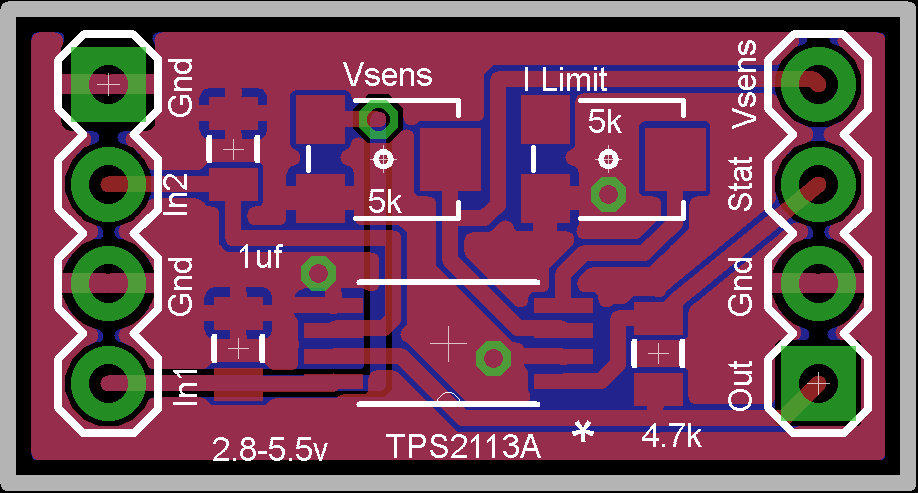 Vsens
I Limit
Vsens
Gnd
5k
In2
5k
Stat
1uf
Gnd
Gnd
In1
Out
2.8-5.5v
TPS2113A
*
4.7k